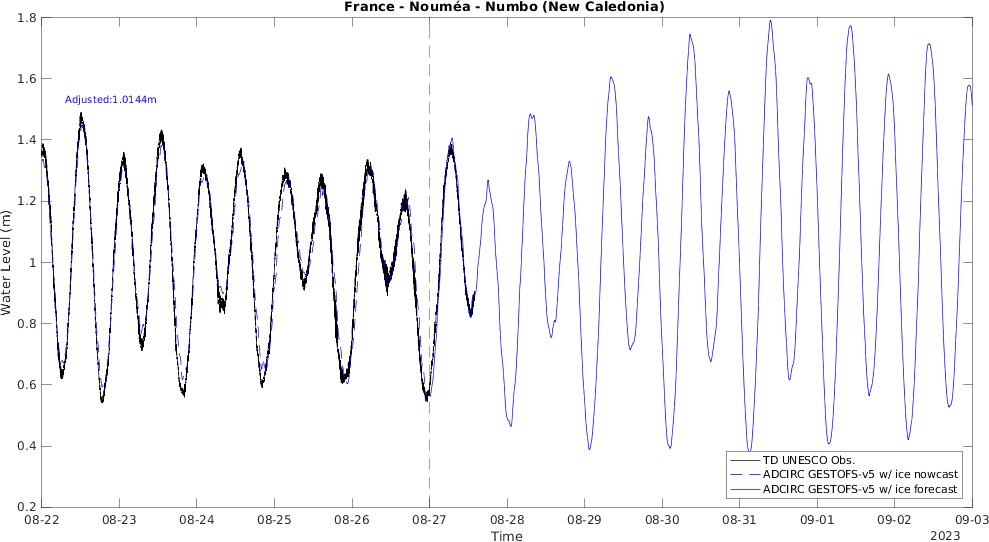 France - Nouméa - Numbo (New Caledonia)
1.8
1.6
1.4
1.2
1
0.8
0.6
0.4
0.2
Water Level (m)
Adjusted:1.0144m
TD UNESCO Obs.
ADCIRC GESTOFS-v5 w/ ice nowcast
ADCIRC GESTOFS-v5 w/ ice forecast
08-22 08-23 08-24 08-25 08-26 08-27 08-28 08-29 08-30 08-31 09-01 09-02 09-03
Time
2023